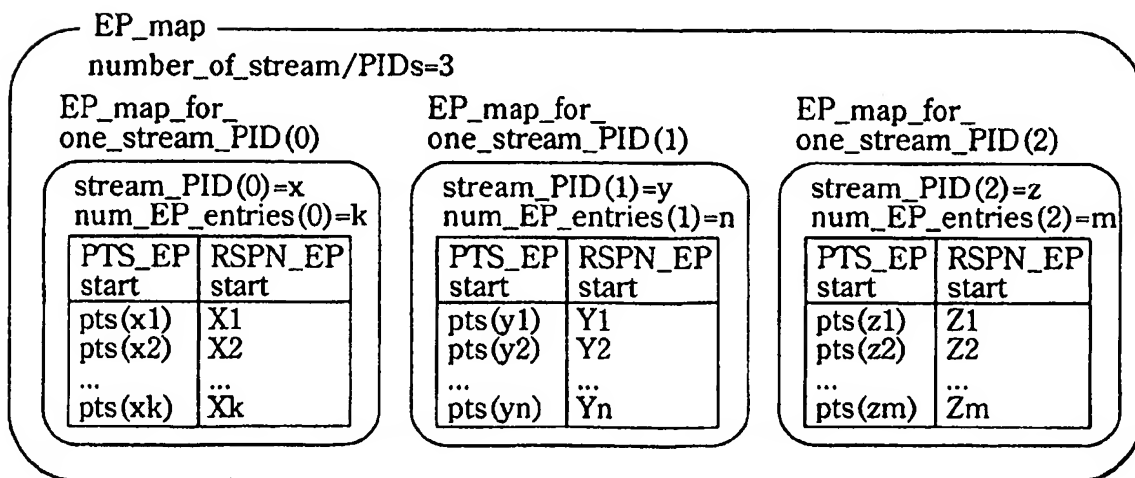 EP_map
number_of_stream/PIDs=3
EP_map_for_
one_stream_PID(0)
stream_PID(0)=x
num_EP_entries(0)=k
PTS_EP RSPN_EP
start start
pts(x1) X1
pts(x2) X2
... ...
pts(xk) Xk
EP_map_for_
one_stream_PID(1)
stream_PID(1)=y
num_EP_entries(1)=n
PTS_EP RSPN_EP
start start
pts(y1) Y1
pts(y2) Y2
... ...
pts(yn) Yn
EP_map_for_
one_stream_PID(2)
stream_PID(2)=z
num_EP_entries(2)=m
PTS_EP RSPN_EP
start start
pts(z1) Z1
pts(z2) Z2
... ...
pts(zm) Zm